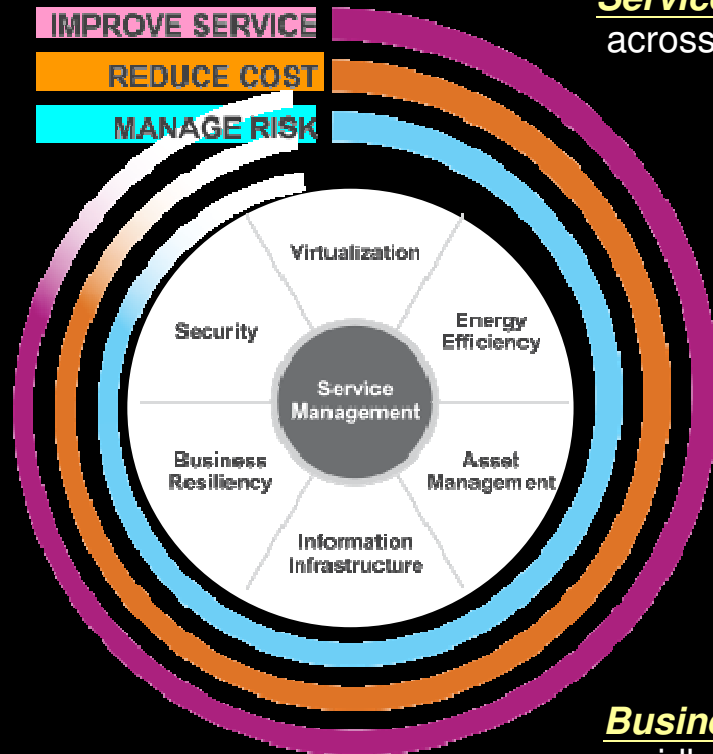 Service
across
IMPROVE SERVICE
REDUCE COST
MANAGE RISK
Virtualization
Security
Energy
Efficiency
Service
Management
Business
Resiliency
Asset
Management
Information
Infrastructure